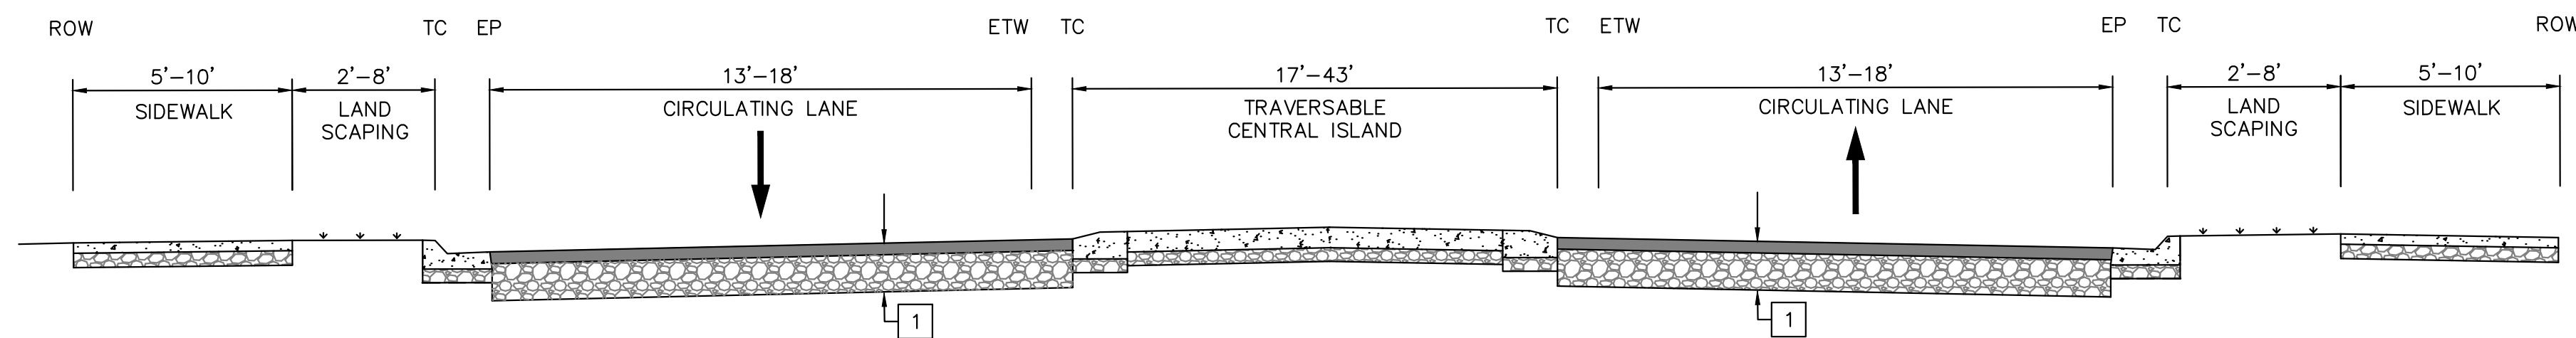 ROW TC EP ETW TC TC ETW EP TC ROW
5'-10' 2'-8' 13'-18' 17'-43' 13'-18' 2'-8' 5'-10'
SIDEWALK LAND CIRCULATING LANE TRAVERSABLE CIRCULATING LANE LAND SIDEWALK
SCAPING CENTRAL ISLAND SCAPING
1 1